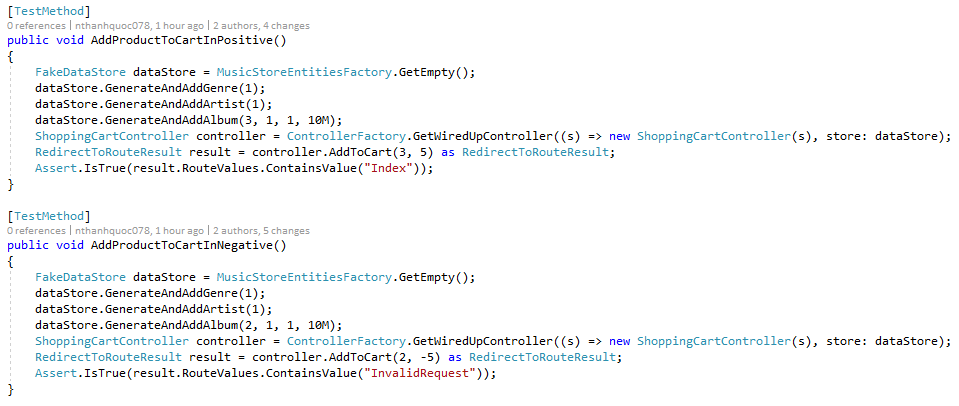 [TestMethod]
0 references | nthanhquoc078, 1 hour ago | 2 authors, 4 changes
public void AddProductToCartInPositive()
{
    FakeDataStore dataStore = MusicStoreEntitiesFactory.GetEmpty();
    dataStore.GenerateAndAddGenre(1);
    dataStore.GenerateAndAddArtist(1);
    dataStore.GenerateAndAddAlbum(3, 1, 1, 10M);
    ShoppingCartController controller = ControllerFactory.GetWiredUpController((s) => new ShoppingCartController(s), store: dataStore);
    RedirectToRouteResult result = controller.AddToCart(3, 5) as RedirectToRouteResult;
    Assert.IsTrue(result.RouteValues.ContainsValue("Index"));
}
[TestMethod]
0 references | nthanhquoc078, 1 hour ago | 2 authors, 5 changes
public void AddProductToCartInNegative()
{
    FakeDataStore dataStore = MusicStoreEntitiesFactory.GetEmpty();
    dataStore.GenerateAndAddGenre(1);
    dataStore.GenerateAndAddArtist(1);
    dataStore.GenerateAndAddAlbum(2, 1, 1, 10M);
    ShoppingCartController controller = ControllerFactory.GetWiredUpController((s) => new ShoppingCartController(s), store: dataStore);
    RedirectToRouteResult result = controller.AddToCart(2, -5) as RedirectToRouteResult;
    Assert.IsTrue(result.RouteValues.ContainsValue("InvalidRequest"));
}